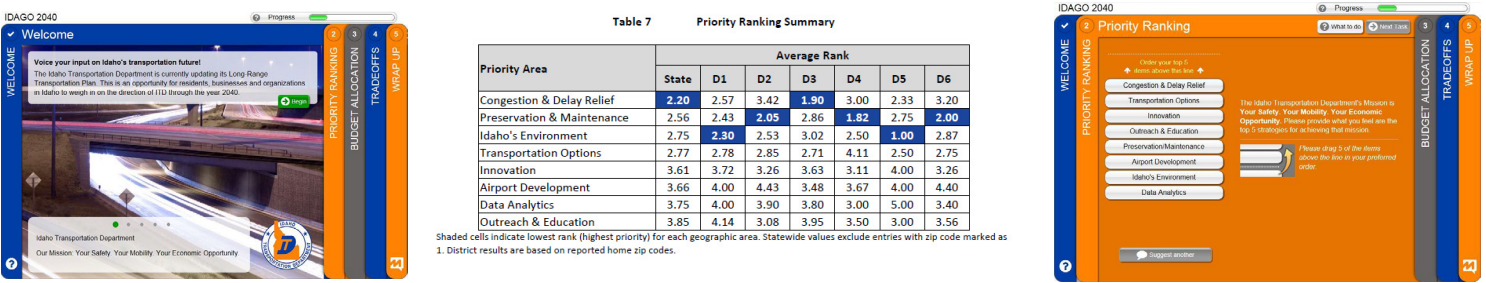 IDAGO 2040
Progress
Welcome
WELCOME
Voice your input on Idaho's transportation future!
The Idaho Transportation Department is currently updating its Long-Range
Transportation Plan. This is an opportunity for residents, businesses and organizations
in Idaho to weigh in on the direction of ITD through the year 2040.
Begin
2 PRIORITY RANKING
3 BUDGET ALLOCATION
4 TRADEOFFS
5 WRAP UP
Idaho Transportation Department
Our Mission: Your Safety. Your Mobility. Your Economic Opportunity.
IDAHO
TRANSPORTATION DEPARTMENT
Table 7 Priority Ranking Summary
Priority Area Average Rank
State D1 D2 D3 D4 D5 D6
Congestion & Delay Relief 2.20 2.57 3.42 1.90 3.00 2.33 3.20
Preservation & Maintenance 2.56 2.43 2.05 2.86 1.82 2.75 2.00
Idaho's Environment 2.75 2.30 2.53 3.02 2.50 1.00 2.87
Transportation Options 2.77 2.78 2.85 2.71 4.11 2.50 2.75
Innovation 3.61 3.72 3.26 3.63 3.11 4.00 3.26
Airport Development 3.66 4.00 4.43 3.48 3.67 4.00 4.40
Data Analytics 3.75 4.00 3.90 3.80 3.00 5.00 3.40
Outreach & Education 3.85 4.14 3.08 3.95 3.50 3.00 3.56
Shaded cells indicate lowest rank (highest priority) for each geographic area. Statewide values exclude entries with zip code marked as
1. District results are based on reported home zip codes.
IDAGO 2040
Progress
WELCOME
2 Priority Ranking
What to do
Next Task
PRIORITY RANKING
Order your top 5
items above this line
Congestion & Delay Relief
Transportation Options
Innovation
Outreach & Education
Preservation/Maintenance
Airport Development
Idaho's Environment
Data Analytics
Suggest another
The Idaho Transportation Department's Mission is
Your Safety. Your Mobility. Your Economic
Opportunity. Please provide what you feel are the
top 5 strategies for achieving that mission.
Please drag 5 of the items
above the line in your preferred
order.
3 BUDGET ALLOCATION
4 TRADEOFFS
5 WRAP UP